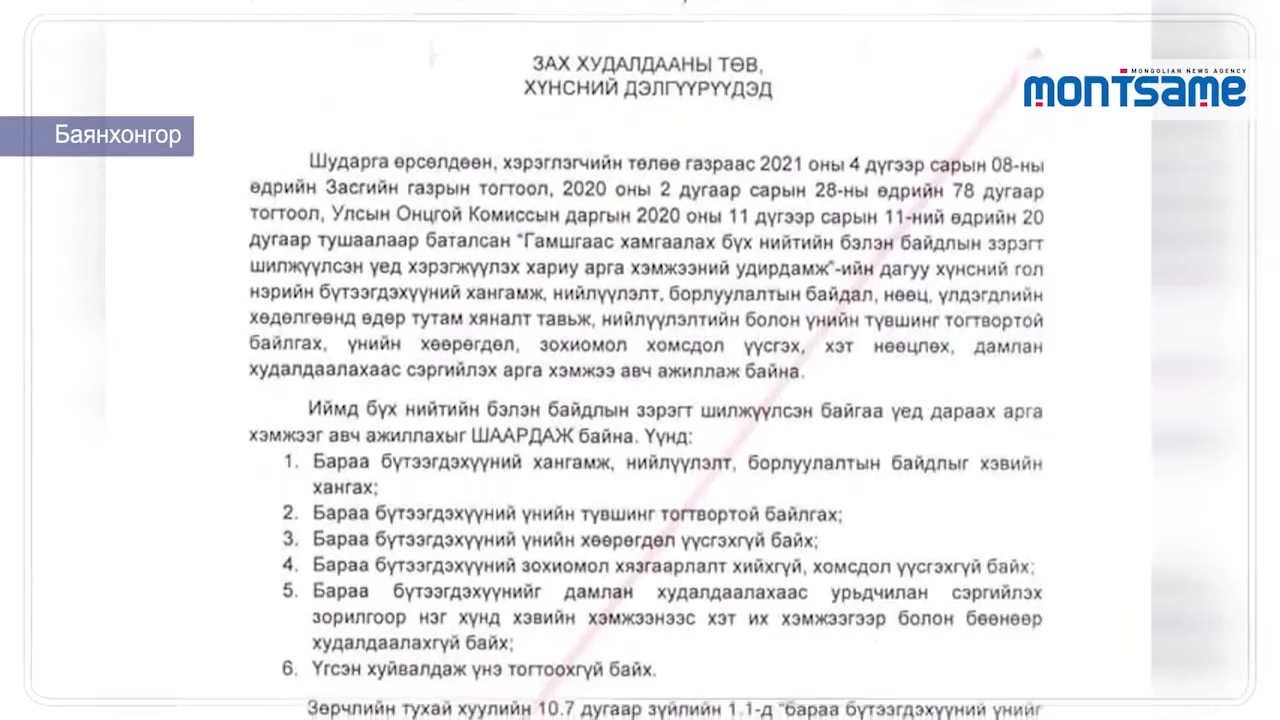 ЗАХ ХУДАЛДААНЫ ТӨВ,
ХҮНСНИЙ ДЭЛГҮҮРҮҮДЭД
MONGOLIAN NEWS AGENCY
MONTSAME
Баянхонгор
Шударга өрсөлдөөн, хэрэглэгчийн төлөө газраас 2021 оны 4 дүгээр сарын 08-ны
өдрийн Засгийн газрын тогтоол, 2020 оны 2 дугаар сарын 28-ны өдрийн 78 дугаар
тогтоол, Улсын Онцгой Комиссын даргын 2020 оны 11 дүгээр сарын 11-ний өдрийн 20
дугаар тушаалаар баталсан "Гамшгаас хамгаалах бүх нийтийн бэлэн байдлын зэрэгт
шилжүүлсэн үед хэрэгжүүлэх хариу арга хэмжээний удирдамж"-ийн дагуу хүнсний гол
нэрийн бүтээгдэхүүний хангамж, нийлүүлэлт, борлуулалтын байдал, нөөц, үлдэгдлийн
хөдөлгөөнд өдөр тутам хяналт тавьж, нийлүүлэлтийн болон үнийн түвшинг тогтвортой
байлгах, үнийн хөөрөгдөл, зохиомол хомсдол үүсгэх, хэт нөөцлөх, дамлан
худалдаалахаас сэргийлэх арга хэмжээ авч ажиллаж байна.
Иймд бүх нийтийн бэлэн байдлын зэрэгт шилжүүлсэн байгаа үед дараах арга
хэмжээг авч ажиллахыг ШААРДАЖ байна. Үүнд:
1. Бараа бүтээгдэхүүний хангамж, нийлүүлэлт, борлуулалтын байдлыг хэвийн
хангах;
2. Бараа бүтээгдэхүүний үнийн түвшинг тогтвортой байлгах;
3. Бараа бүтээгдэхүүний үнийн хөөрөгдөл үүсгэхгүй байх;
4. Бараа бүтээгдэхүүний зохиомол хязгаарлалт хийхгүй, хомсдол үүсгэхгүй байх;
5. Бараа бүтээгдэхүүнийг дамлан худалдаалахаас урьдчилан сэргийлэх
зорилгоор нэг хүнд хэвийн хэмжээнээс хэт их хэмжээгээр болон бөөнөөр
худалдаалахгүй байх;
6. Үгсэн хуйвалдаж үнэ тогтоохгүй байх.
Зөрчлийн тухай хуулийн 10.7 дугаар зүйлийн 1.1-д "бараа бүтээгдэхүүний үнийг